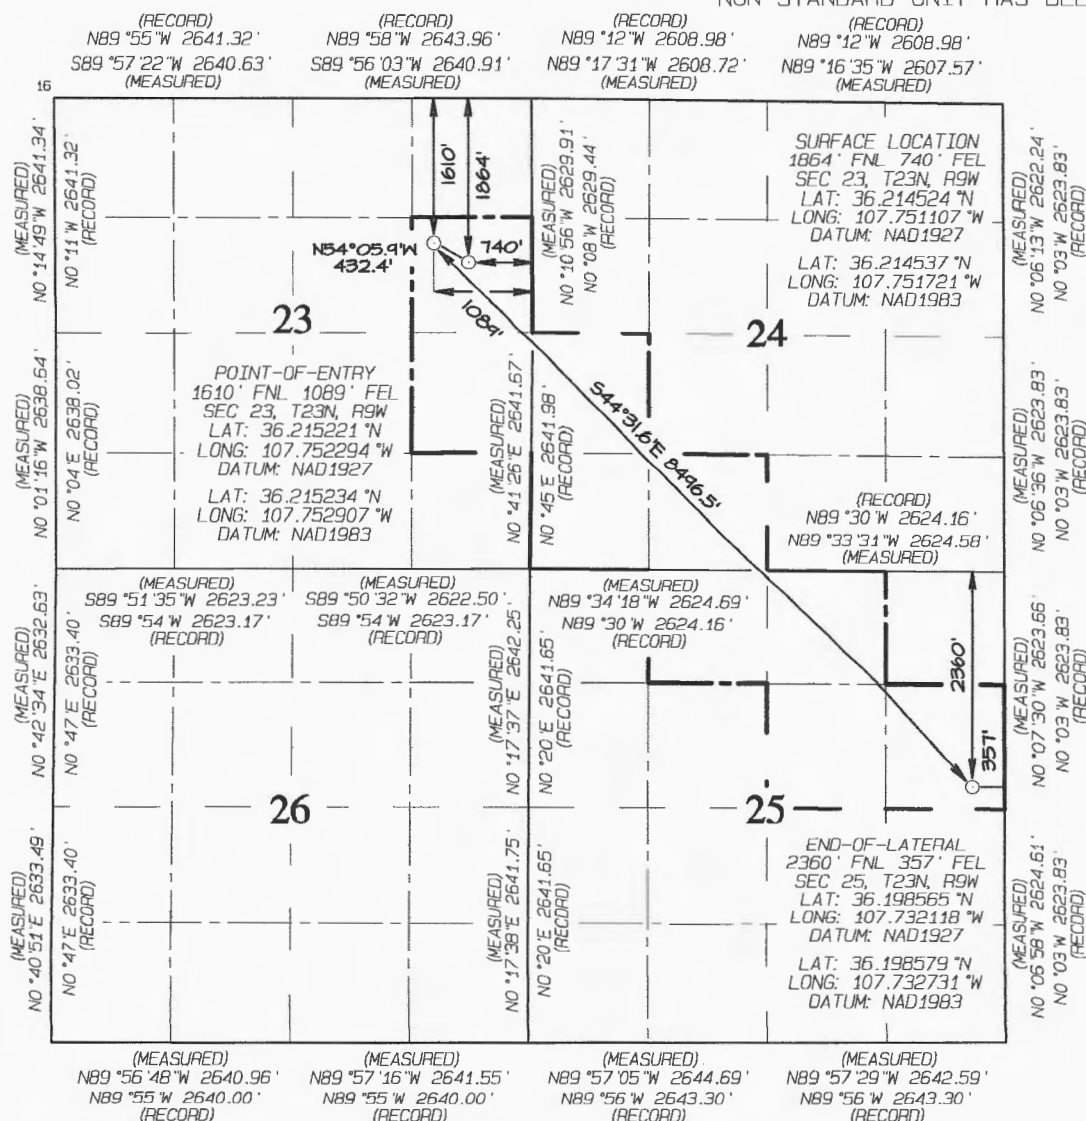 (RECORD)
N89°55'W 2641.32'
S89°57'22"W 2640.63'
(MEASURED)
(RECORD)
N89°58'W 2643.96'
S89°56'03"W 2640.91'
(MEASURED)
(RECORD)
N89°12'W 2608.98'
N89°17'31"W 2608.72'
(MEASURED)
(RECORD)
N89°12'W 2608.98'
N89°16'35"W 2607.57'
(MEASURED)
16
(MEASURED)
N0°14'49"W 2641.34'
N0°11'W 2641.32'
(RECORD)
1610'
1864'
(MEASURED)
N0°10'56"W 2629.91'
N0°08'W 2629.44'
(RECORD)
SURFACE LOCATION
1864' FNL 740' FEL
SEC 23, T23N, R9W
LAT: 36.214524°N
LONG: 107.751107°W
DATUM: NAD1927
LAT: 36.214537°N
LONG: 107.751721°W
DATUM: NAD1983
(MEASURED)
N0°06'13"W 2622.24'
N0°03'W 2623.83'
(RECORD)
N54°05.9'W
432.4'
740'
1089'
23
24
POINT-OF-ENTRY
1610' FNL 1089' FEL
SEC 23, T23N, R9W
LAT: 36.215221°N
LONG: 107.752294°W
DATUM: NAD1927
LAT: 36.215234°N
LONG: 107.752907°W
DATUM: NAD1983
(MEASURED)
N0°01'16"W 2638.64'
N0°04'E 2638.02'
(RECORD)
(MEASURED)
N0°41'26"E 2641.67'
N0°45'E 2641.98'
(RECORD)
S44°31.6'E 8496.5'
(MEASURED)
N0°06'36"W 2623.83'
N0°03'W 2623.83'
(RECORD)
(RECORD)
N89°30'W 2624.16'
N89°33'31"W 2624.58'
(MEASURED)
(MEASURED)
S89°51'35"W 2623.23'
S89°54'W 2623.17'
(RECORD)
(MEASURED)
S89°50'32"W 2622.50'
S89°54'W 2623.17'
(RECORD)
(MEASURED)
N89°34'18"W 2624.69'
N89°30'W 2624.16'
(RECORD)
(MEASURED)
N0°42'34"E 2632.63'
N0°47'E 2633.40'
(RECORD)
(MEASURED)
N0°17'37"E 2642.25'
N0°20'E 2641.65'
(RECORD)
2360'
357'
(MEASURED)
N0°07'30"W 2623.66'
N0°03'W 2623.83'
(RECORD)
26
25
END-OF-LATERAL
2360' FNL 357' FEL
SEC 25, T23N, R9W
LAT: 36.198565°N
LONG: 107.732118°W
DATUM: NAD1927
LAT: 36.198579°N
LONG: 107.732731°W
DATUM: NAD1983
(MEASURED)
N0°40'51"E 2633.49'
N0°47'E 2633.40'
(RECORD)
(MEASURED)
N0°17'38"E 2641.75'
N0°20'E 2641.65'
(RECORD)
(MEASURED)
N0°06'58"W 2624.61'
N0°03'W 2623.83'
(RECORD)
(MEASURED)
N89°56'48"W 2640.96'
N89°55'W 2640.00'
(RECORD)
(MEASURED)
N89°57'16"W 2641.55'
N89°55'W 2640.00'
(RECORD)
(MEASURED)
N89°57'05"W 2644.69'
N89°56'W 2643.30'
(RECORD)
(MEASURED)
N89°57'29"W 2642.59'
N89°56'W 2643.30'
(RECORD)